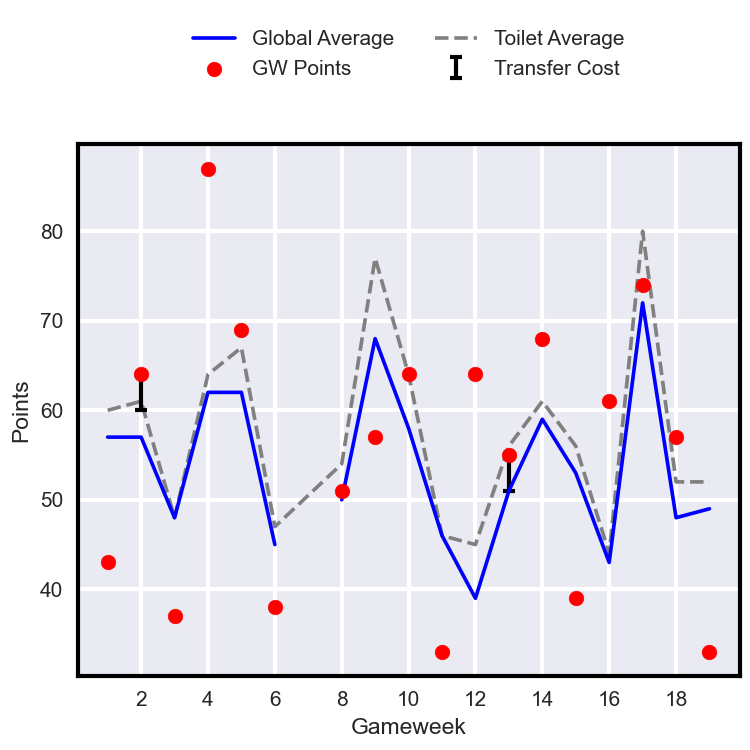 Global Average Toilet Average
GW Points Transfer Cost
80
70
60
50
40
Points
2 4 6 8 10 12 14 16 18
Gameweek